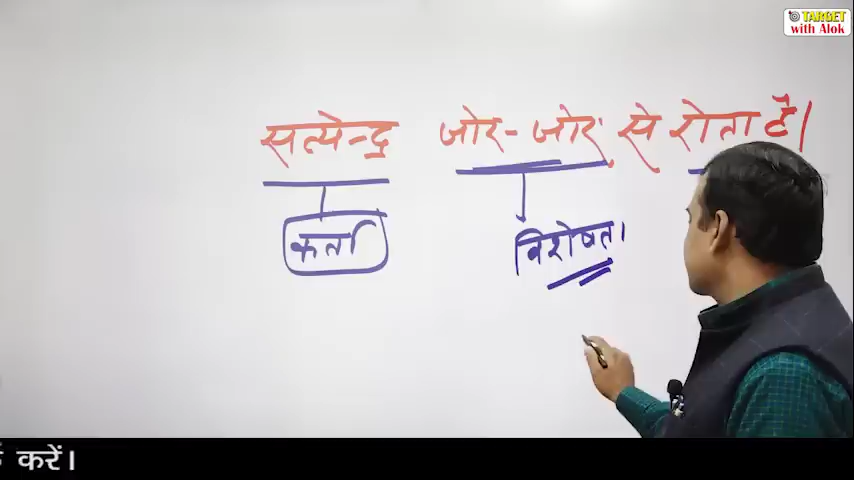 TARGET
with Alok
सत्येन्द्र जोर-जोर से रोता है।
कर्ता
विशेषता
करें।